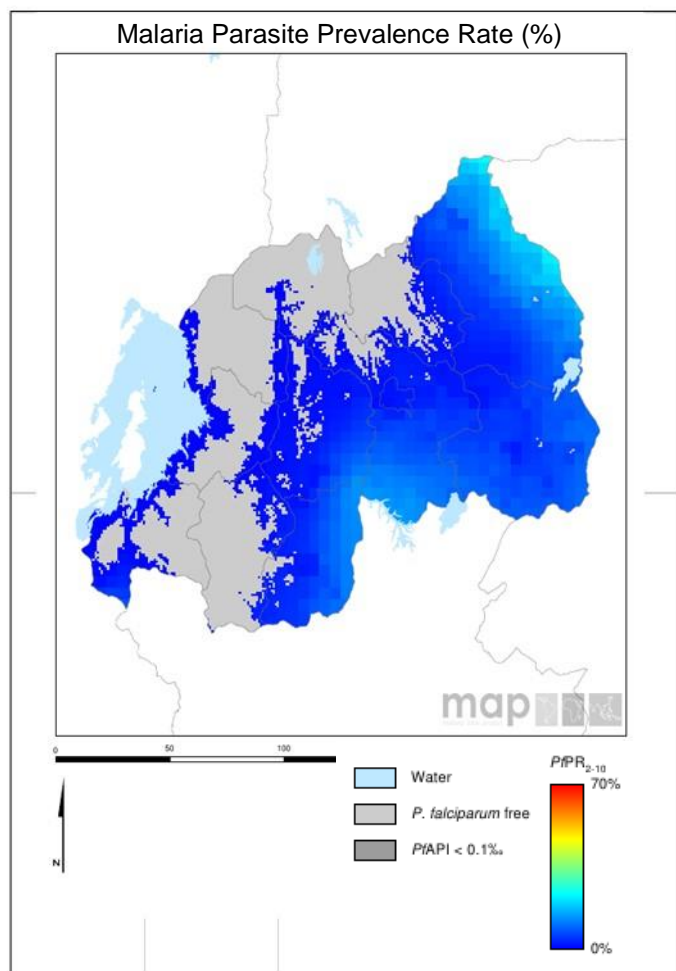 Malaria Parasite Prevalence Rate (%)
map
0 50 100
N
Water
P. falciparum free
PfAPI < 0.1‰
PfPR2-10
70%
0%